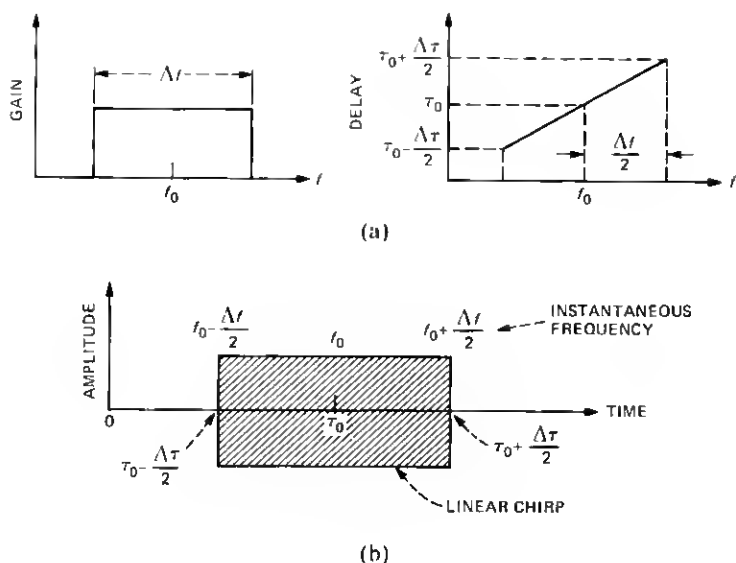 GAIN
Δf
f₀
f
DELAY
τ₀ + Δτ/2
τ₀
τ₀ - Δτ/2
Δf/2
f₀
f
(a)
AMPLITUDE
f₀ - Δf/2
f₀
f₀ + Δf/2
INSTANTANEOUS
FREQUENCY
0
τ₀
TIME
τ₀ - Δτ/2
τ₀ + Δτ/2
LINEAR CHIRP
(b)